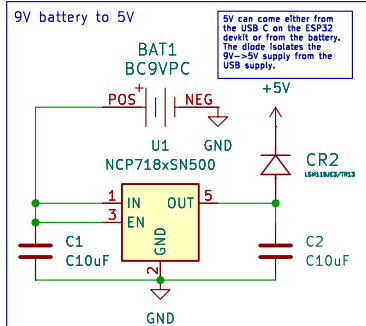 9V battery to 5V
5V can come either from
the USB C on the ESP32
devkit or from the battery.
The diode isolates the
9V->5V supply from the
USB supply.
BAT1
BC9VPC
+5V
+
POS
NEG
GND
U1
NCP718xSN500
CR2
LSM115JE3/TR13
1
IN
OUT
5
3
EN
GND
2
C1
C10uF
C2
C10uF
GND